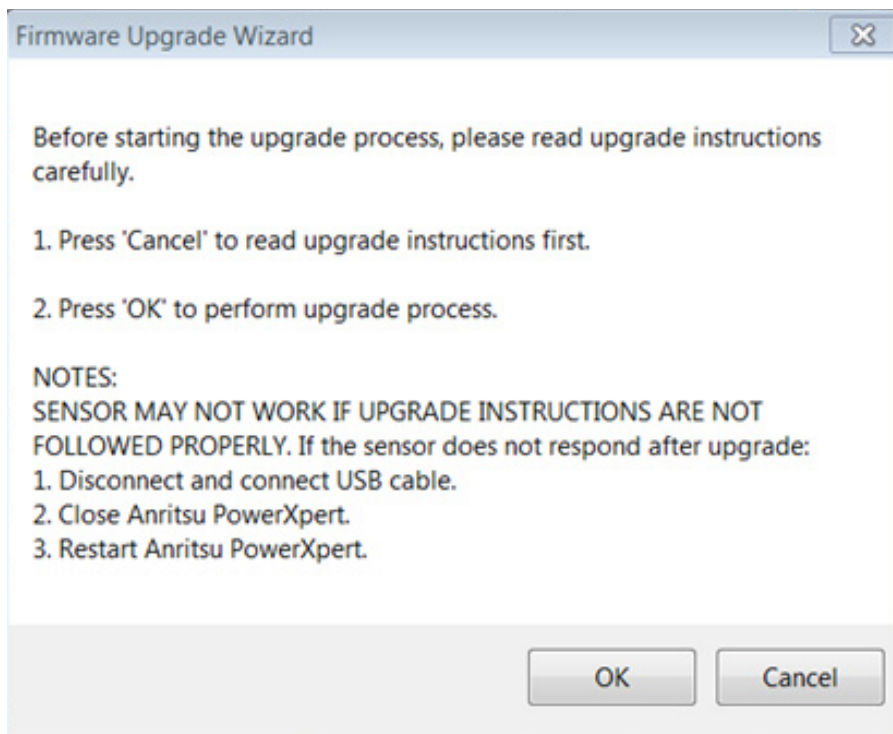 Firmware Upgrade Wizard
Before starting the upgrade process, please read upgrade instructions
carefully.
1. Press 'Cancel' to read upgrade instructions first.
2. Press 'OK' to perform upgrade process.
NOTES:
SENSOR MAY NOT WORK IF UPGRADE INSTRUCTIONS ARE NOT
FOLLOWED PROPERLY. If the sensor does not respond after upgrade:
1. Disconnect and connect USB cable.
2. Close Anritsu PowerXpert.
3. Restart Anritsu PowerXpert.
OK Cancel